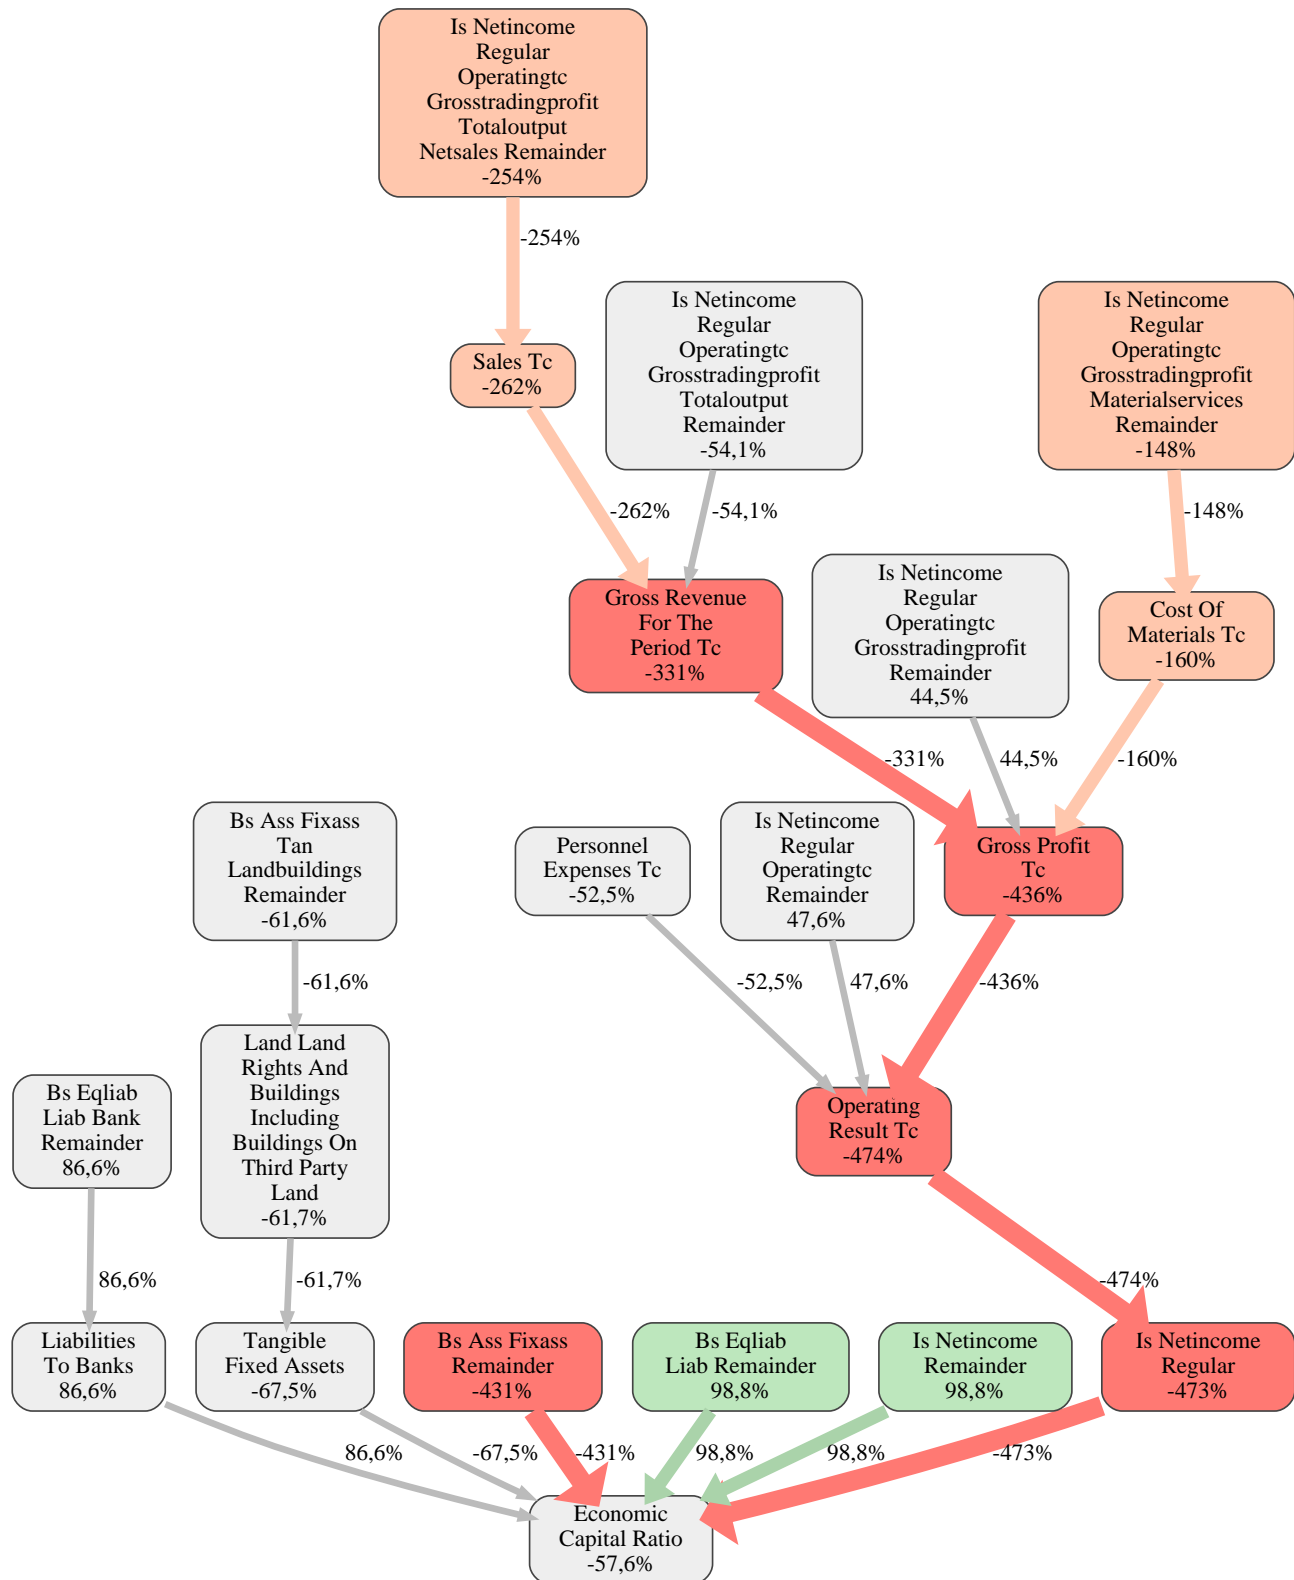 Is Netincome
Regular
Operatingtc
Grosstradingprofit
Totaloutput
Netsales Remainder
-254%
-254%
Is Netincome
Regular
Operatingtc
Grosstradingprofit
Totaloutput
Remainder
-54,1%
Is Netincome
Regular
Operatingtc
Grosstradingprofit
Materialservices
Remainder
-148%
Sales Tc
-262%
-262%
-54,1%
-148%
Is Netincome
Regular
Operatingtc
Grosstradingprofit
Remainder
44,5%
Gross Revenue
For The
Period Tc
-331%
Cost Of
Materials Tc
-160%
-331%
44,5%
-160%
Bs Ass Fixass
Tan
Landbuildings
Remainder
-61,6%
Personnel
Expenses Tc
-52,5%
Is Netincome
Regular
Operatingtc
Remainder
47,6%
Gross Profit
Tc
-436%
-61,6%
-52,5%
47,6%
-436%
Land Land
Rights And
Buildings
Including
Buildings On
Third Party
Land
-61,7%
Bs Eqliab
Liab Bank
Remainder
86,6%
Operating
Result Tc
-474%
86,6%
-61,7%
-474%
Liabilities
To Banks
86,6%
Tangible
Fixed Assets
-67,5%
Bs Ass Fixass
Remainder
-431%
Bs Eqliab
Liab Remainder
98,8%
Is Netincome
Remainder
98,8%
Is Netincome
Regular
-473%
86,6%
-67,5%
-431%
98,8%
98,8%
-473%
Economic
Capital Ratio
-57,6%